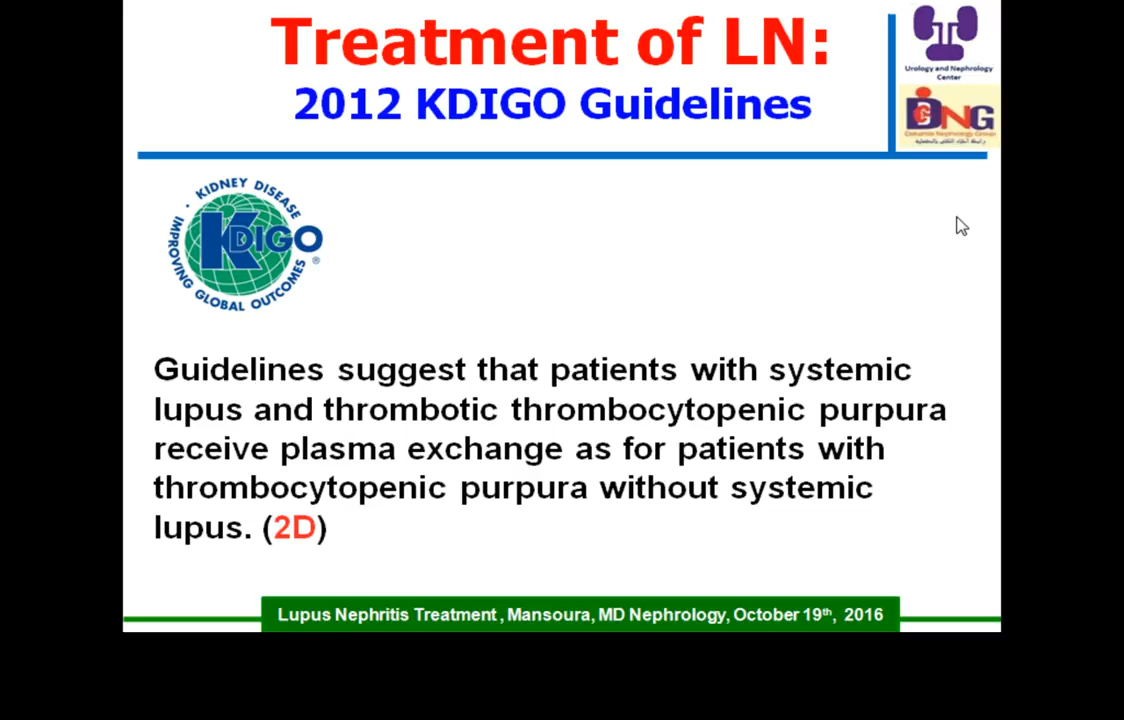 Treatment of LN:
2012 KDIGO Guidelines
Urology and Nephrology
Center
KIDNEY DISEASE
IMPROVING GLOBAL OUTCOMES
KDIGO
®
Guidelines suggest that patients with systemic
lupus and thrombotic thrombocytopenic purpura
receive plasma exchange as for patients with
thrombocytopenic purpura without systemic
lupus. (2D)
Lupus Nephritis Treatment, Mansoura, MD Nephrology, October 19th, 2016